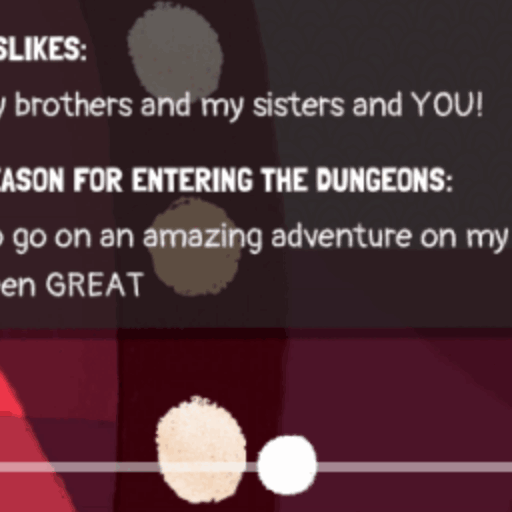 SLIKES:
y brothers and my sisters and YOU!
EASON FOR ENTERING THE DUNGEONS:
o go on an amazing adventure on my
en GREAT